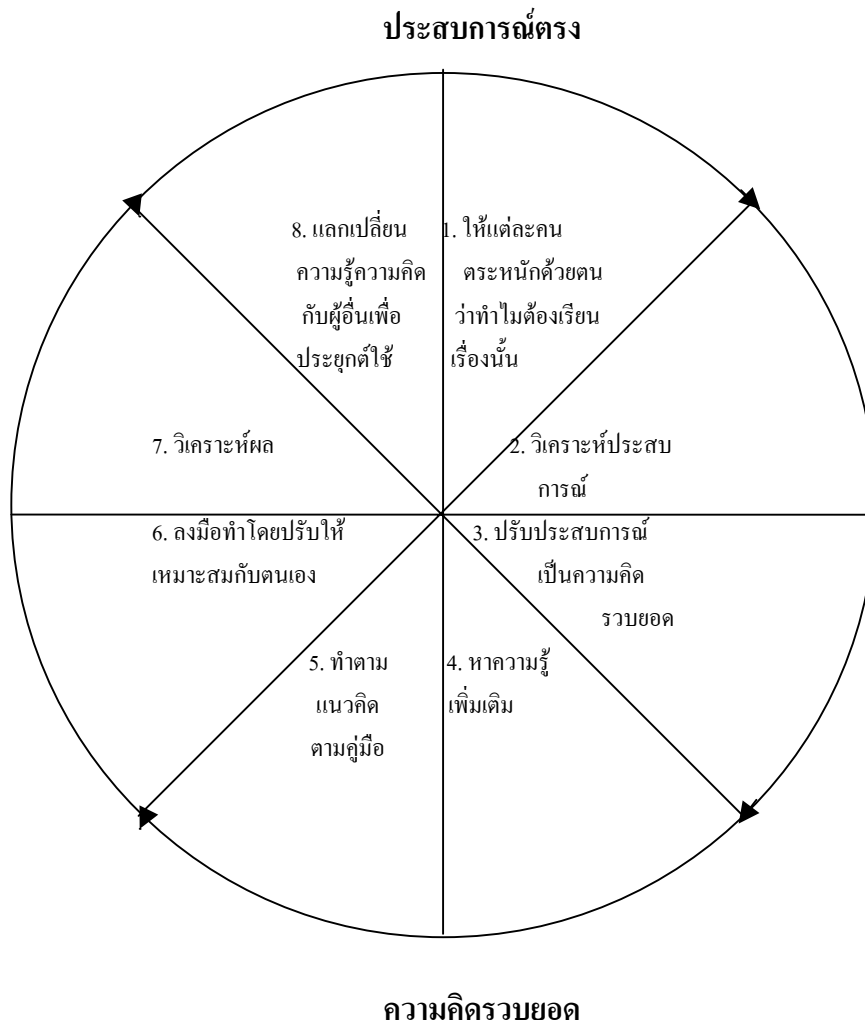 ประสบการณ์ตรง
1. ให้แต่ละคน
ตระหนักด้วยตน
ว่าทำไมต้องเรียน
เรื่องนั้น
2. วิเคราะห์ประสบ
การณ์
3. ปรับประสบการณ์
เป็นความคิด
รวบยอด
4. หาความรู้
เพิ่มเติม
5. ทำตาม
แนวคิด
ตามคู่มือ
6. ลงมือทำโดยปรับให้
เหมาะสมกับตนเอง
7. วิเคราะห์ผล
8. แลกเปลี่ยน
ความรู้ความคิด
กับผู้อื่นเพื่อ
ประยุกต์ใช้
ความคิดรวบยอด